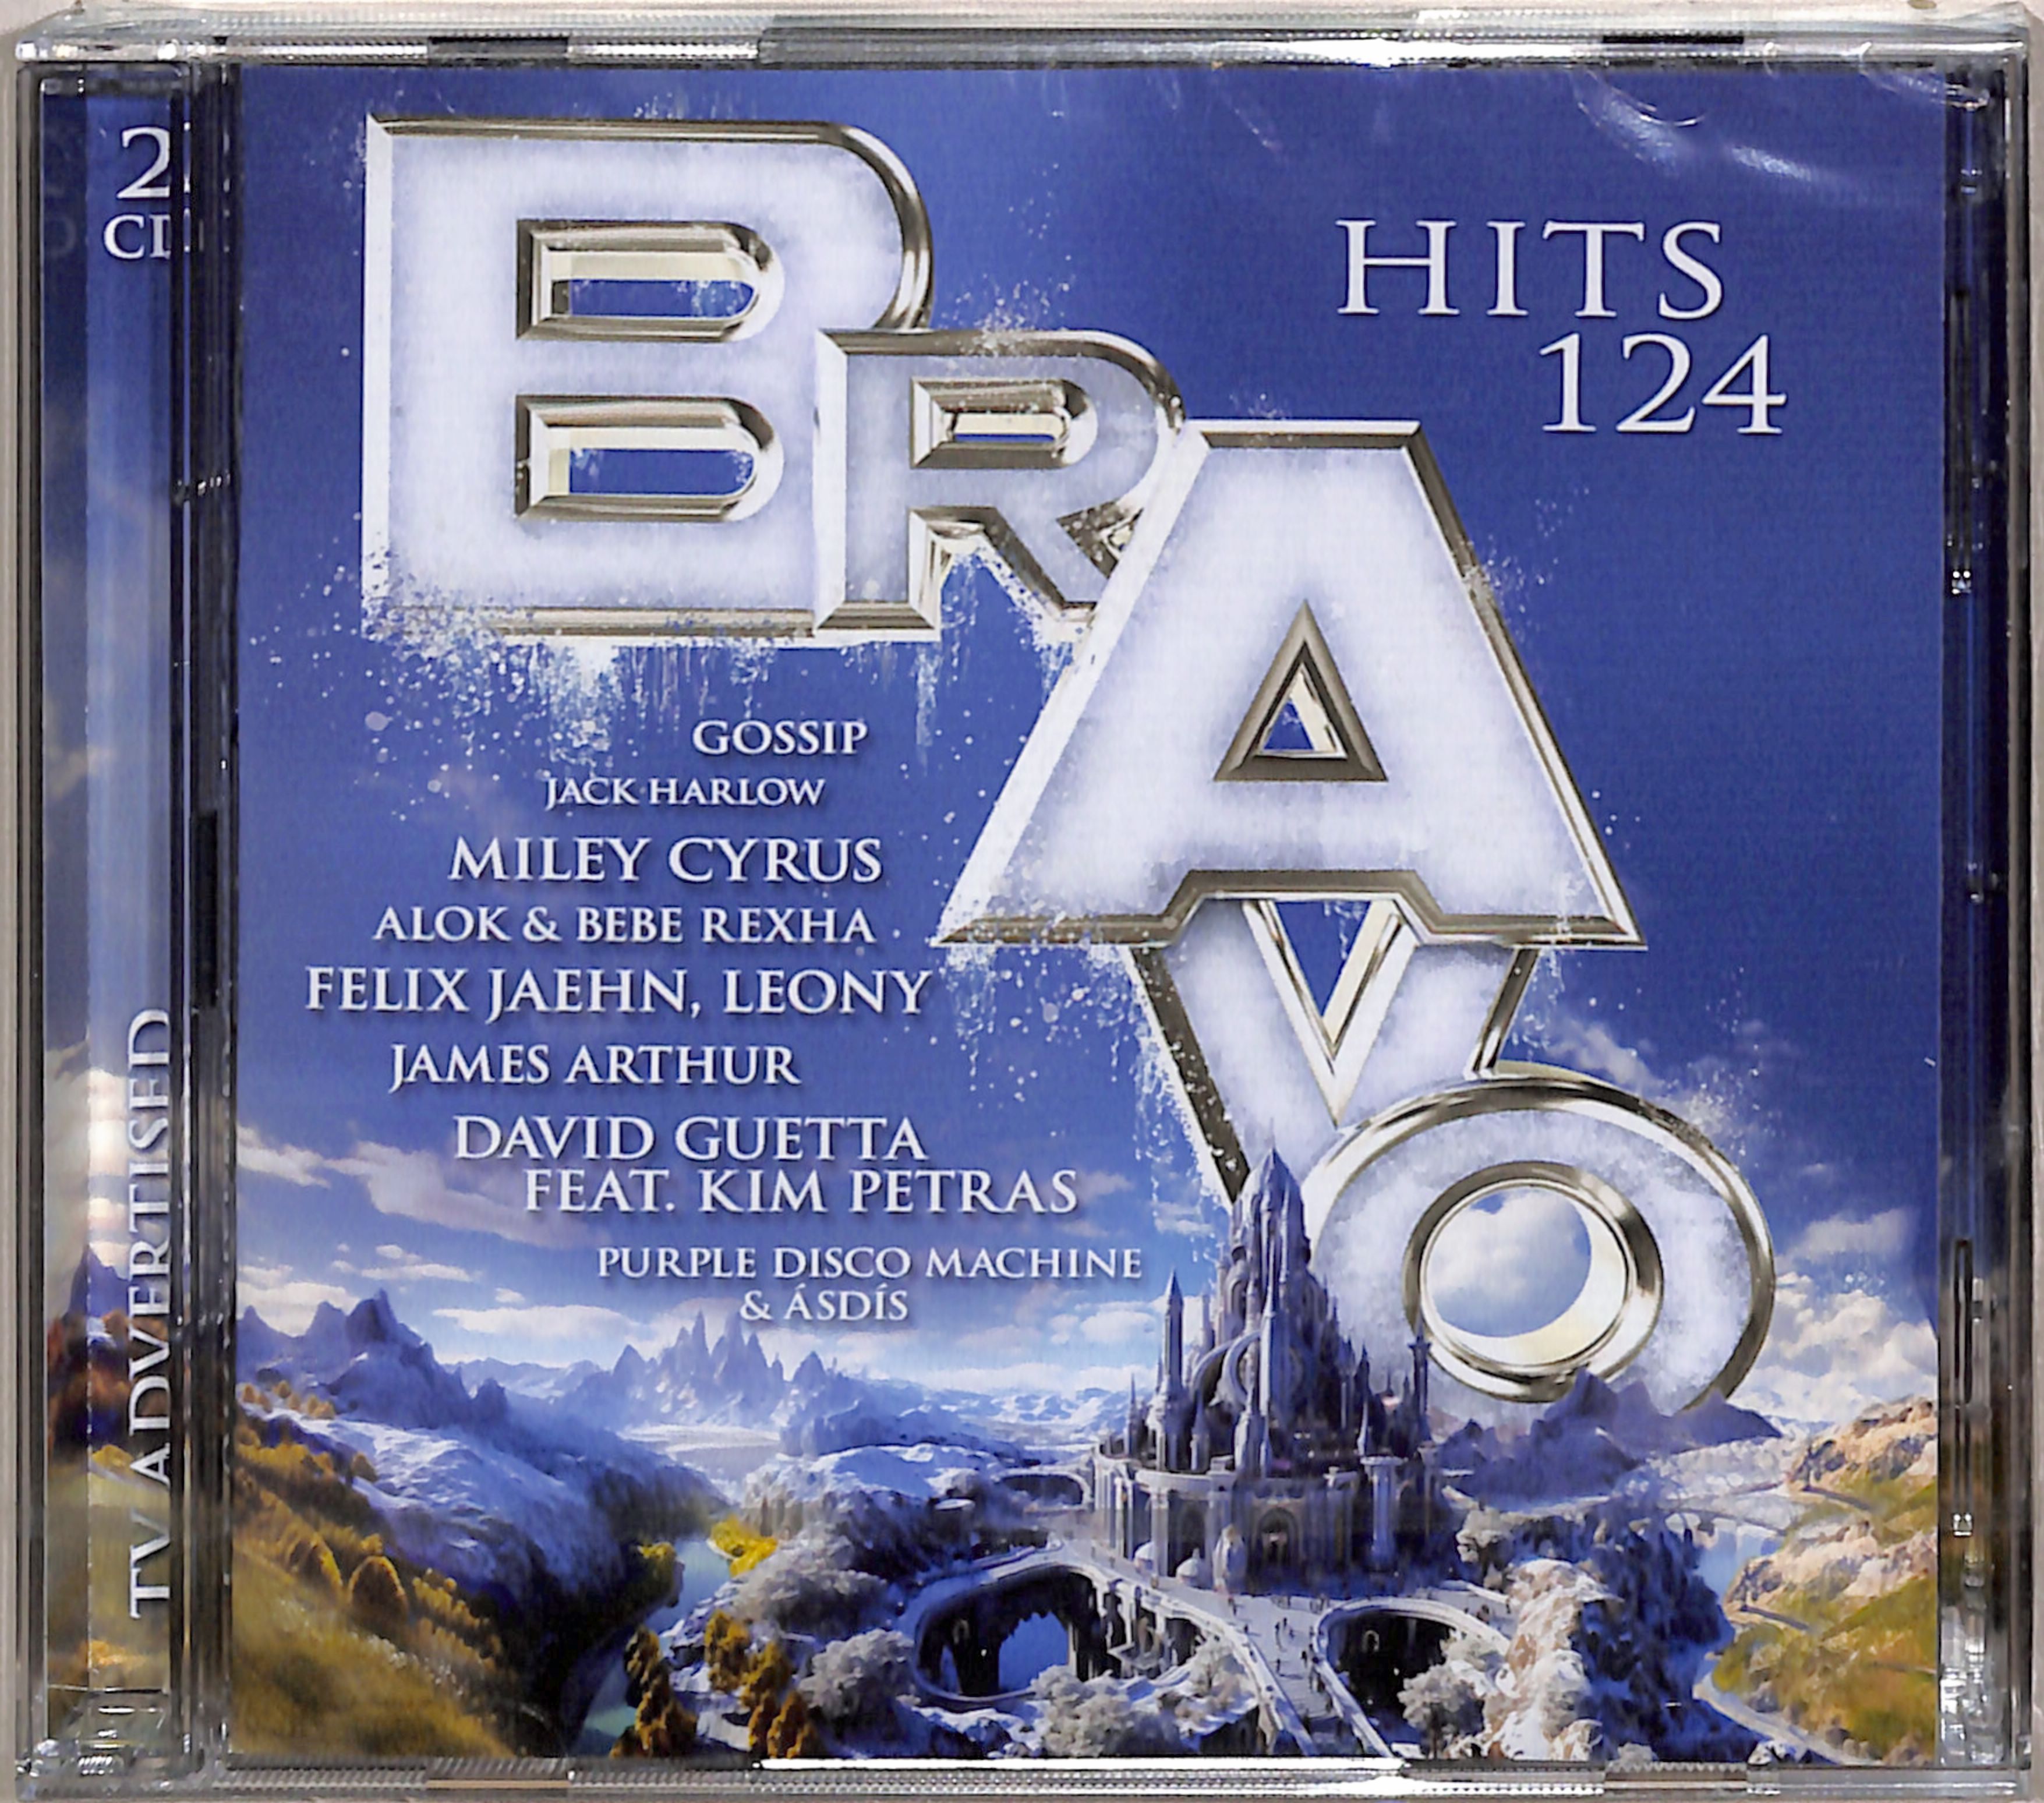 2
CD
TV ADVERTISED
BRAVO
HITS
124
GOSSIP
JACK HARLOW
MILEY CYRUS
ALOK & BEBE REXHA
FELIX JAEHN, LEONY
JAMES ARTHUR
DAVID GUETTA
FEAT. KIM PETRAS
PURPLE DISCO MACHINE
& ÁSDÍS